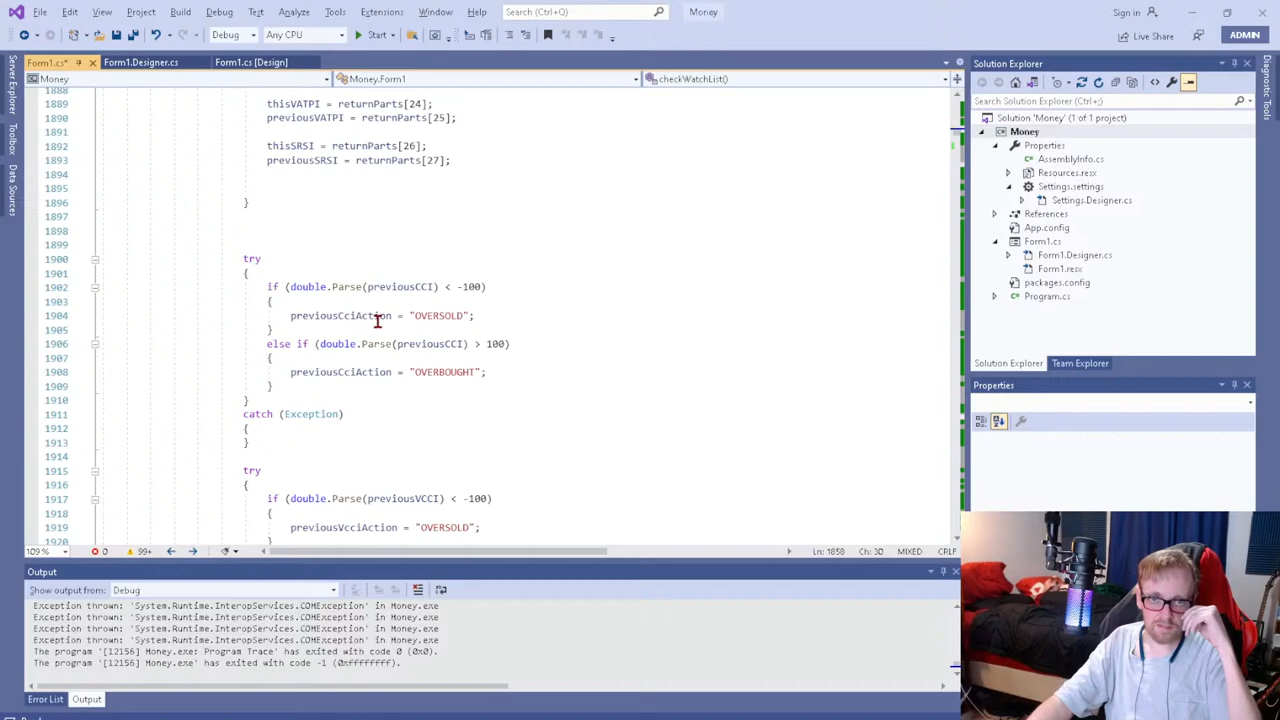 File Edit View Project Build Debug Test Analyze Tools Extensions Window Help Search (Ctrl+Q) Money Sign in
Debug Any CPU Start Live Share ADMIN
Form1.cs* Form1.Designer.cs Form1.cs [Design]
Money Money.Form1 checkWatchList()
Server Explorer
Toolbox
Data Sources
1888
1889 thisVATPI = returnParts[24];
1890 previousVATPI = returnParts[25];
1891
1892 thisSRSI = returnParts[26];
1893 previousSRSI = returnParts[27];
1894
1895
1896 }
1897
1898
1899
1900 try
1901 {
1902 if (double.Parse(previousCCI) < -100)
1903 {
1904 previousCciAction = "OVERSOLD";
1905 }
1906 else if (double.Parse(previousCCI) > 100)
1907 {
1908 previousCciAction = "OVERBOUGHT";
1909 }
1910 }
1911 catch (Exception)
1912 {
1913 }
1914
1915 try
1916 {
1917 if (double.Parse(previousVCCI) < -100)
1918 {
1919 previousVcciAction = "OVERSOLD";
1920 }
109 % 0 99+ Ln: 1858 Ch: 30 MIXED CRLF
Output
Show output from: Debug
Exception thrown: 'System.Runtime.InteropServices.COMException' in Money.exe
Exception thrown: 'System.Runtime.InteropServices.COMException' in Money.exe
Exception thrown: 'System.Runtime.InteropServices.COMException' in Money.exe
Exception thrown: 'System.Runtime.InteropServices.COMException' in Money.exe
The program '[12156] Money.exe: Program Trace' has exited with code 0 (0x0).
The program '[12156] Money.exe' has exited with code -1 (0xffffffff).
Error List Output
Solution Explorer
Search Solution Explorer (Ctrl+;)
Solution 'Money' (1 of 1 project)
Money
Properties
AssemblyInfo.cs
Resources.resx
Settings.settings
Settings.Designer.cs
References
App.config
Form1.cs
Form1.Designer.cs
Form1.resx
packages.config
Program.cs
Solution Explorer Team Explorer
Properties
Diagnostic Tools